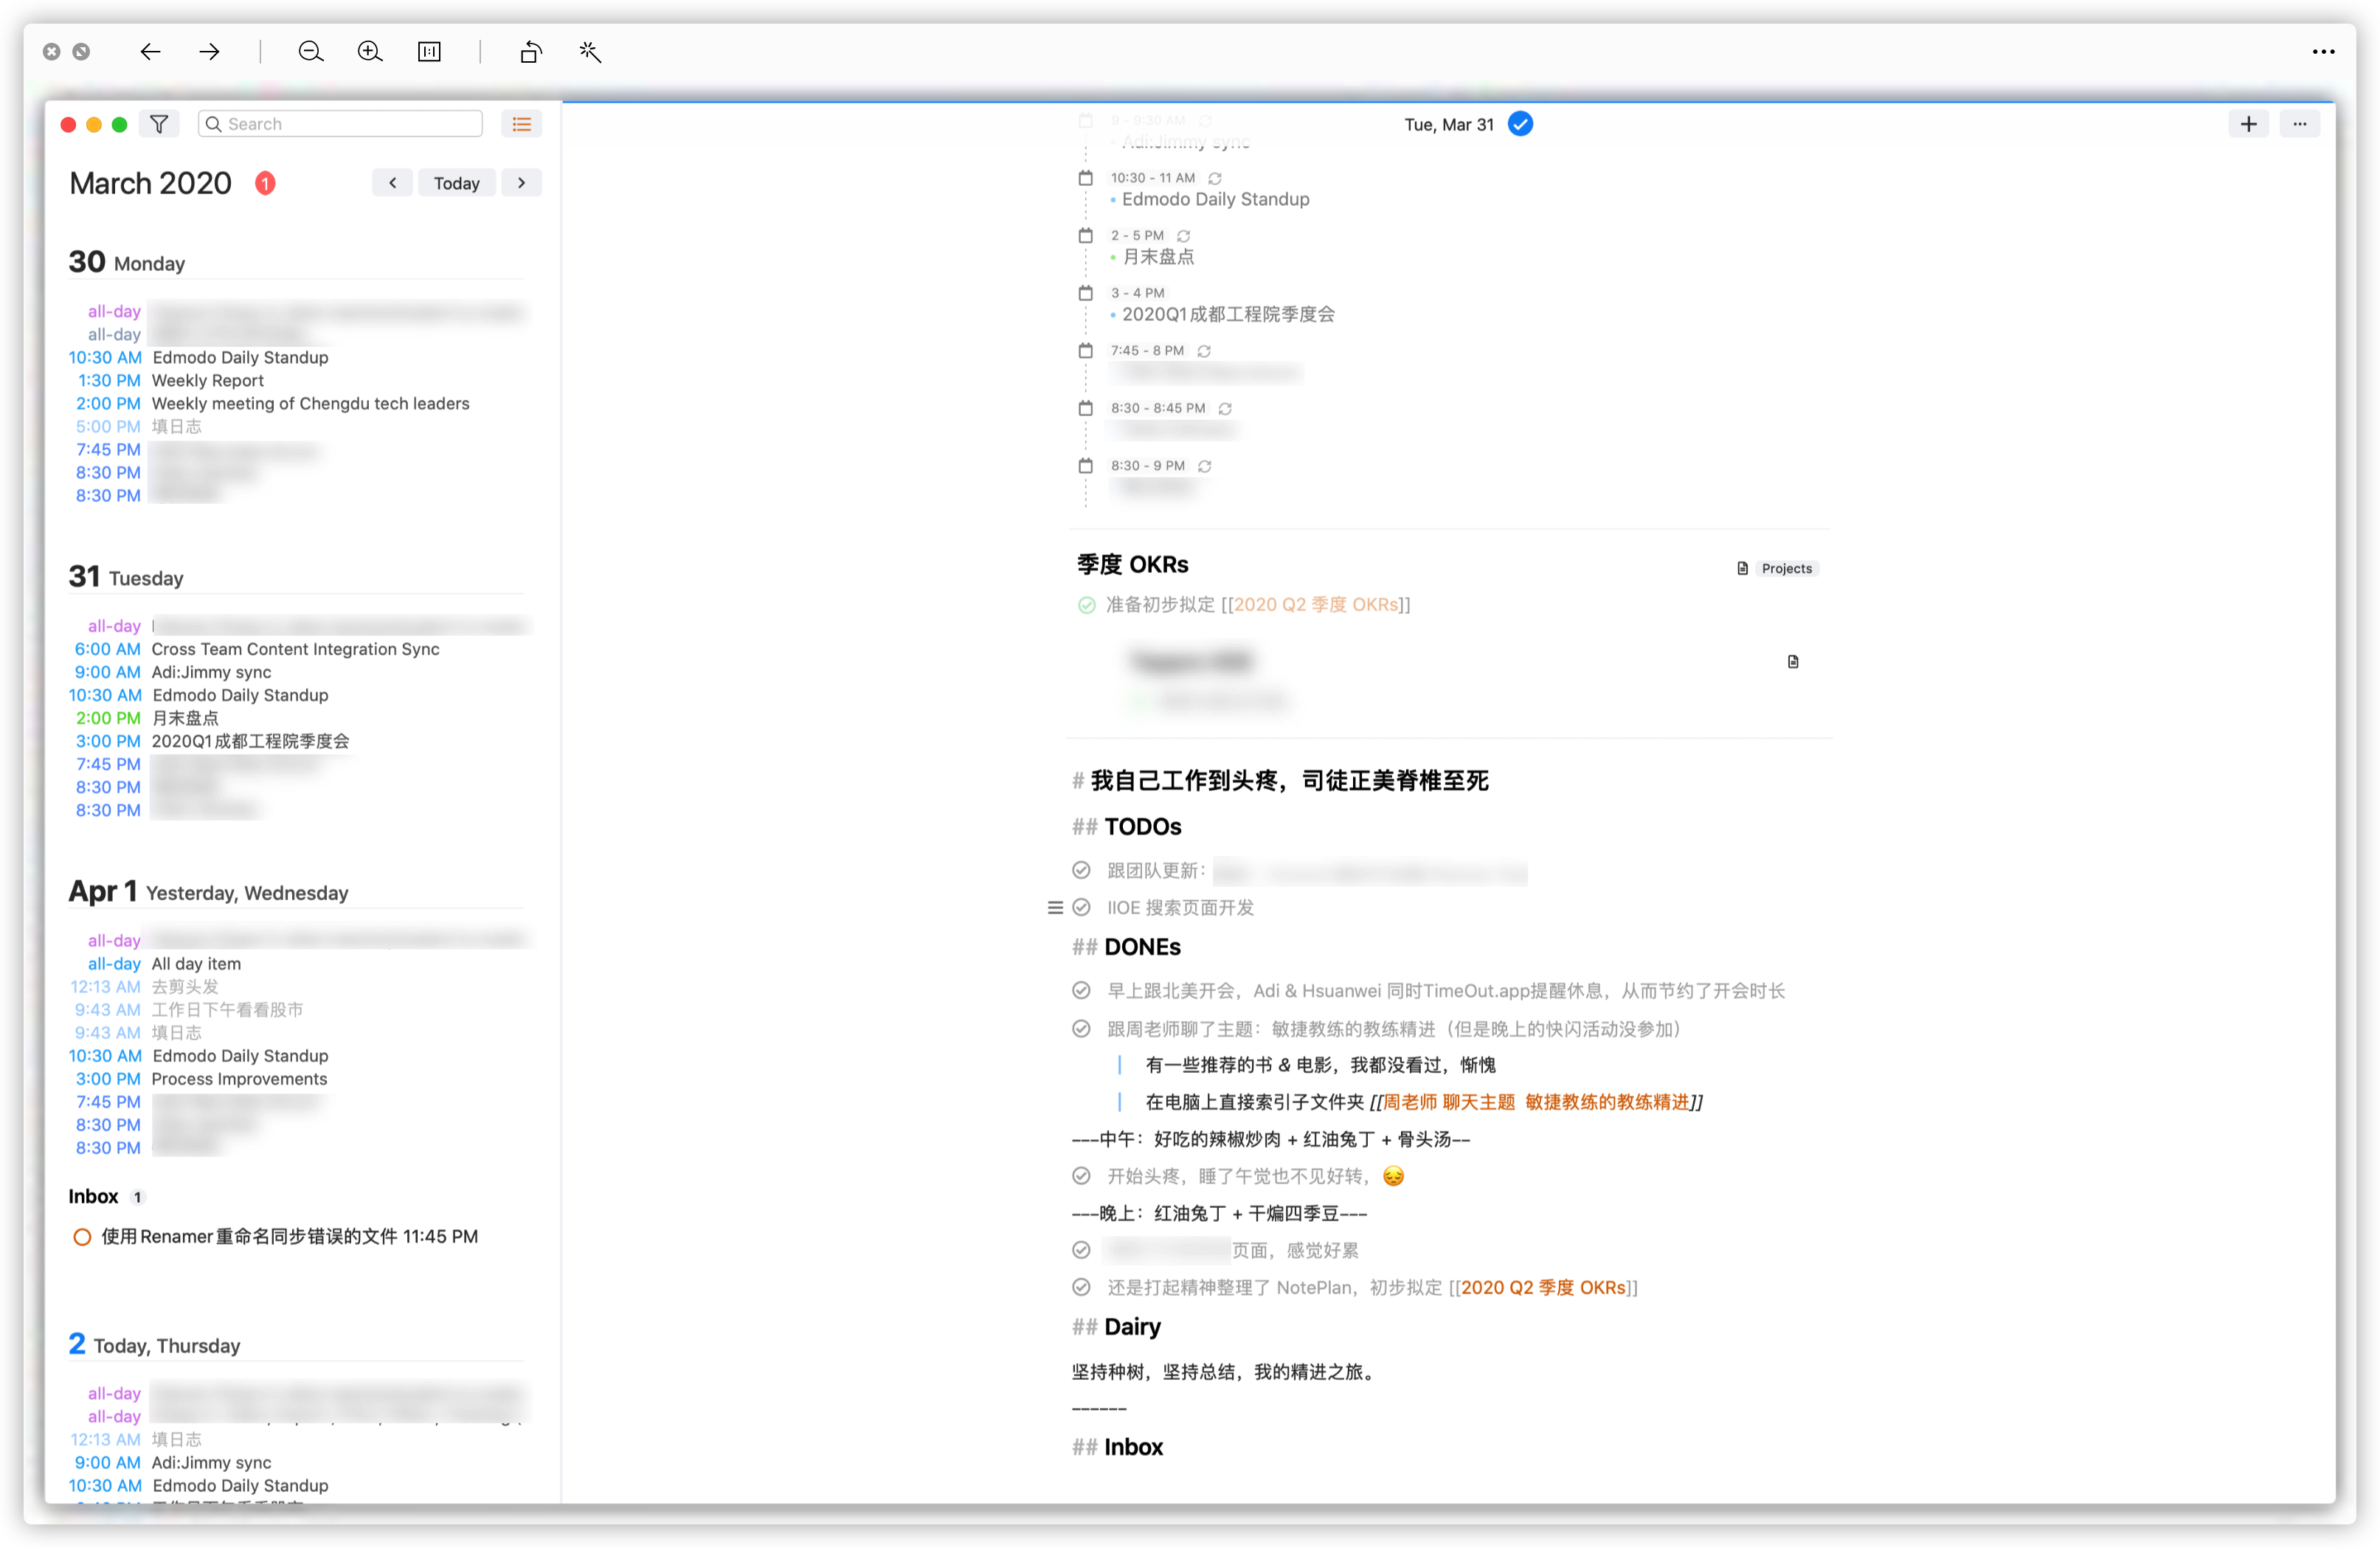 Search
March 2020 1
Today
30 Monday
all-day
all-day
10:30 AM Edmodo Daily Standup
1:30 PM Weekly Report
2:00 PM Weekly meeting of Chengdu tech leaders
5:00 PM 填日志
7:45 PM
8:30 PM
8:30 PM
31 Tuesday
all-day
6:00 AM Cross Team Content Integration Sync
9:00 AM Adi:Jimmy sync
10:30 AM Edmodo Daily Standup
2:00 PM 月末盘点
3:00 PM 2020Q1成都工程院季度会
7:45 PM
8:30 PM
8:30 PM
Apr 1 Yesterday, Wednesday
all-day
all-day All day item
12:13 AM 去剪头发
9:43 AM 工作日下午看看股市
9:43 AM 填日志
10:30 AM Edmodo Daily Standup
3:00 PM Process Improvements
7:45 PM
8:30 PM
8:30 PM
Inbox 1
使用Renamer重命名同步错误的文件 11:45 PM
2 Today, Thursday
all-day
all-day
12:13 AM 填日志
9:00 AM Adi:Jimmy sync
10:30 AM Edmodo Daily Standup
Tue, Mar 31
9 - 9:30 AM
Adi:Jimmy sync
10:30 - 11 AM
Edmodo Daily Standup
2 - 5 PM
月末盘点
3 - 4 PM
2020Q1成都工程院季度会
7:45 - 8 PM
8:30 - 8:45 PM
8:30 - 9 PM
季度 OKRs
Projects
准备初步拟定 [[2020 Q2 季度 OKRs]]
# 我自己工作到头疼，司徒正美脊椎至死
## TODOs
跟团队更新：
IIOE 搜索页面开发
## DONEs
早上跟北美开会，Adi & Hsuanwei 同时TimeOut.app提醒休息，从而节约了开会时长
跟周老师聊了主题：敏捷教练的教练精进（但是晚上的快闪活动没参加）
有一些推荐的书 & 电影，我都没看过，惭愧
在电脑上直接索引子文件夹 [[周老师 聊天主题 敏捷教练的教练精进]]
---中午：好吃的辣椒炒肉 + 红油兔丁 + 骨头汤--
开始头疼，睡了午觉也不见好转，😔
---晚上：红油兔丁 + 干煸四季豆---
页面，感觉好累
还是打起精神整理了 NotePlan，初步拟定 [[2020 Q2 季度 OKRs]]
## Dairy
坚持种树，坚持总结，我的精进之旅。
------
## Inbox